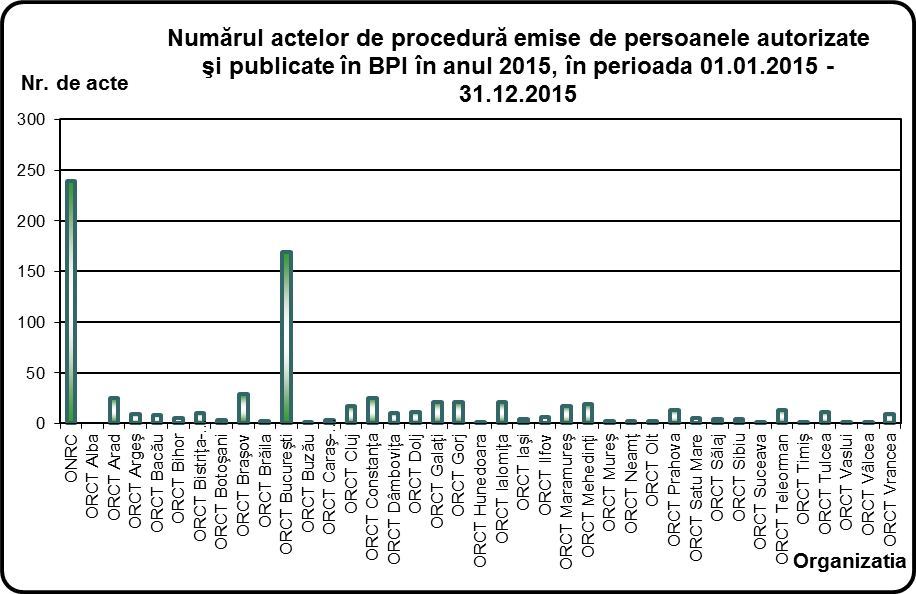 Numărul actelor de procedură emise de persoanele autorizate
şi publicate în BPI în anul 2015, în perioada 01.01.2015 -
31.12.2015
Nr. de acte
300
250
200
150
100
50
0
ONRC
ORCT Alba
ORCT Arad
ORCT Argeş
ORCT Bacău
ORCT Bihor
ORCT Bistriţa-...
ORCT Botoşani
ORCT Braşov
ORCT Brăila
ORCT Bucureşti
ORCT Buzău
ORCT Caraş-...
ORCT Cluj
ORCT Constanţa
ORCT Dâmboviţa
ORCT Dolj
ORCT Galaţi
ORCT Gorj
ORCT Hunedoara
ORCT Ialomiţa
ORCT Iaşi
ORCT Ilfov
ORCT Maramureş
ORCT Mehedinţi
ORCT Mureş
ORCT Neamţ
ORCT Olt
ORCT Prahova
ORCT Satu Mare
ORCT Sălaj
ORCT Sibiu
ORCT Suceava
ORCT Teleorman
ORCT Timiş
ORCT Tulcea
ORCT Vaslui
ORCT Vâlcea
ORCT Vrancea
Organizatia